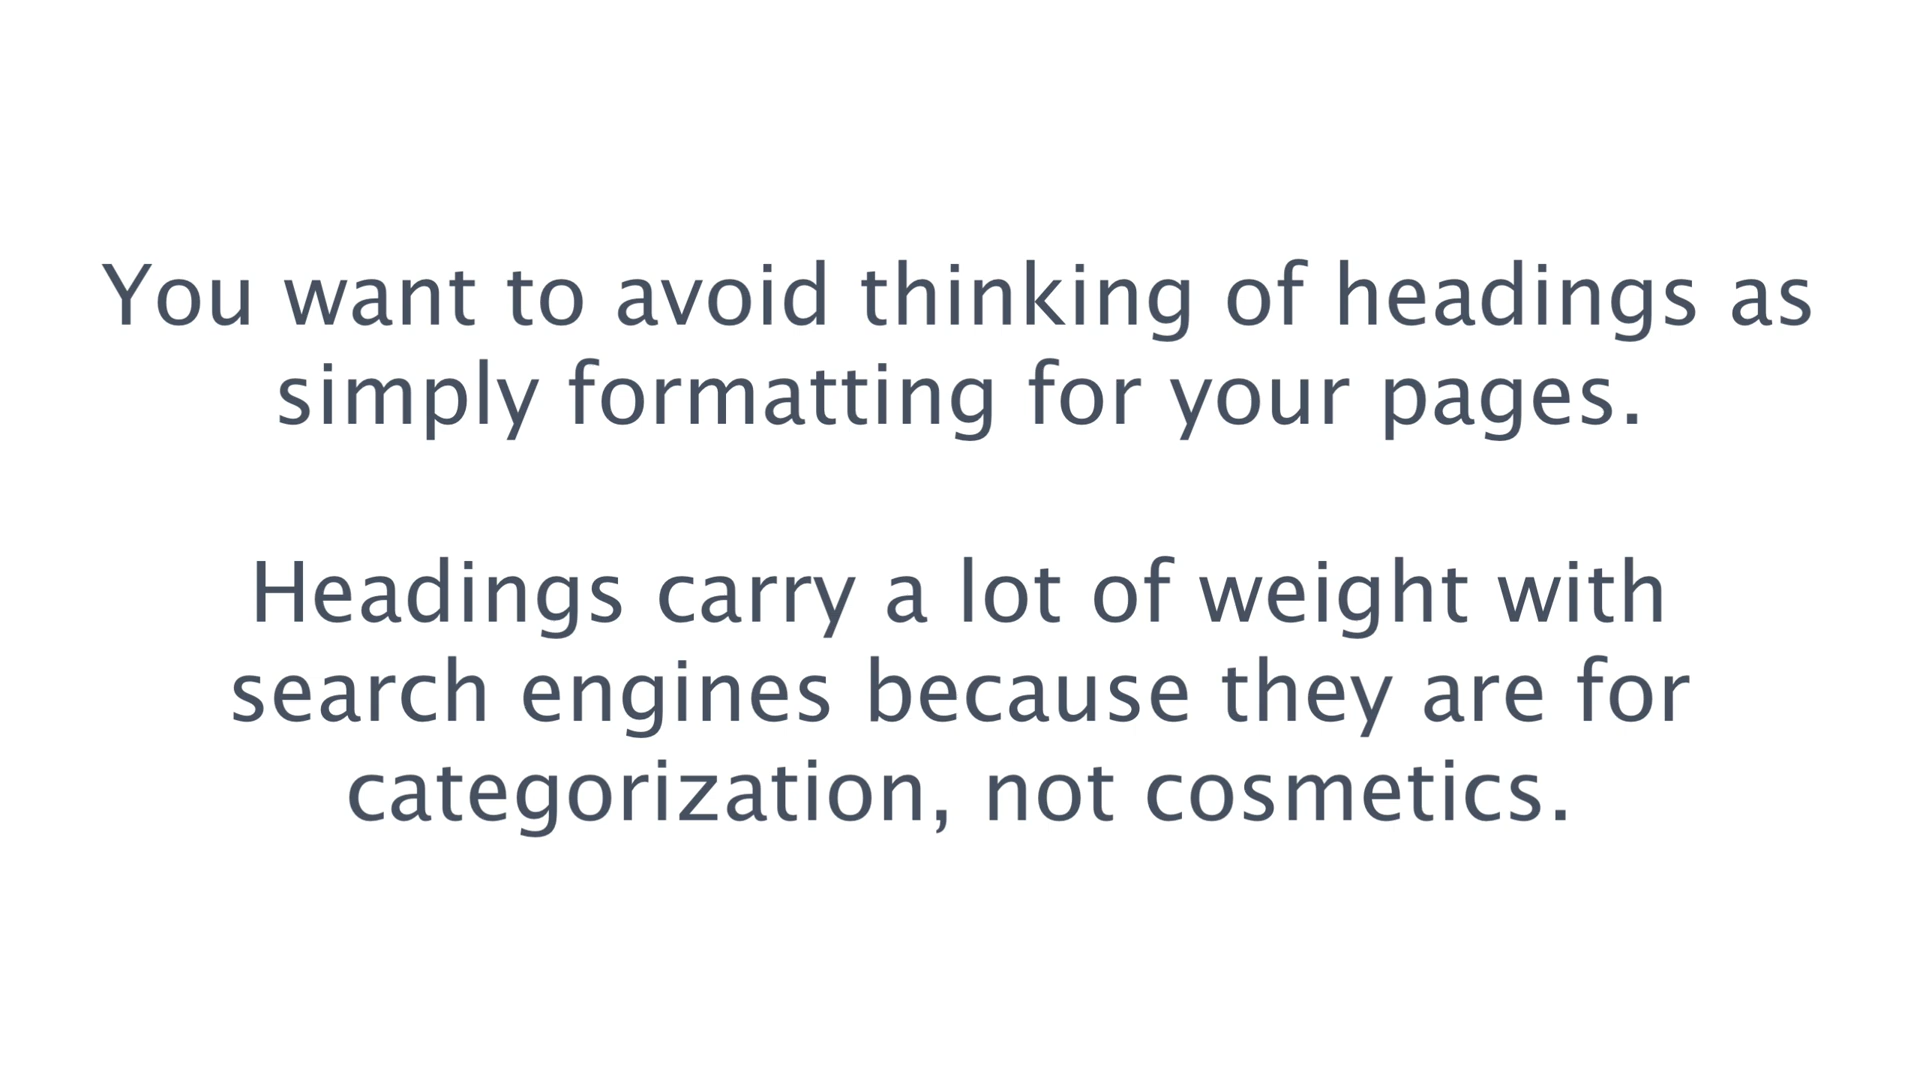 You want to avoid thinking of headings as
simply formatting for your pages.
Headings carry a lot of weight with
search engines because they are for
categorization, not cosmetics.